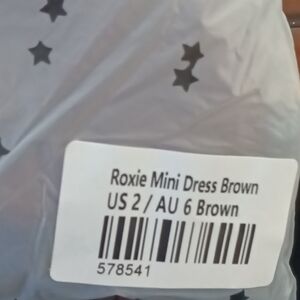 Roxie Mini Dress Brown
US 2 / AU 6 Brown
578541